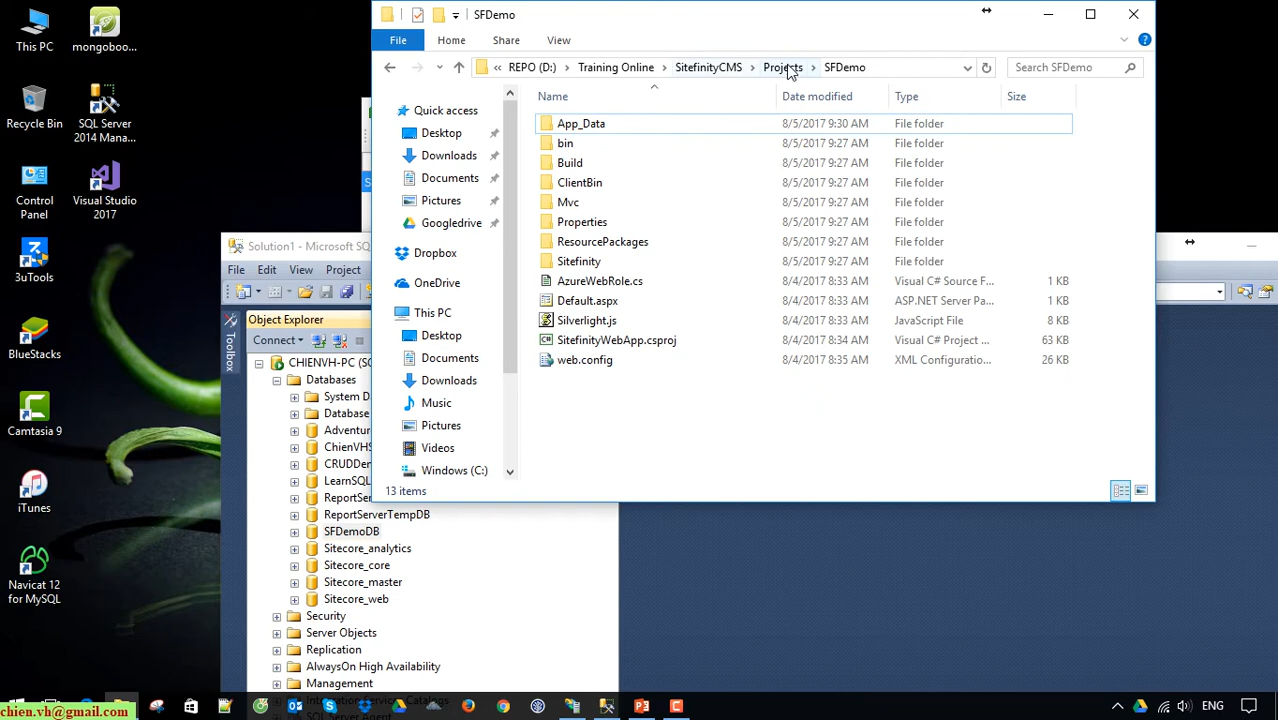 This PC
mongoboo...
Recycle Bin
SQL Server
2014 Mana...
Control
Panel
Visual Studio
2017
3uTools
BlueStacks
Camtasia 9
iTunes
Navicat 12
for MySQL
SFDemo
File Home Share View
« REPO (D:) > Training Online > SitefinityCMS > Projects > SFDemo
Search SFDemo
Quick access
Desktop
Downloads
Documents
Pictures
Googledrive
Dropbox
OneDrive
This PC
Desktop
Documents
Downloads
Music
Pictures
Videos
Windows (C:)
Name Date modified Type Size
App_Data 8/5/2017 9:30 AM File folder
bin 8/5/2017 9:27 AM File folder
Build 8/5/2017 9:27 AM File folder
ClientBin 8/5/2017 9:27 AM File folder
Mvc 8/5/2017 9:27 AM File folder
Properties 8/5/2017 9:27 AM File folder
ResourcePackages 8/5/2017 9:27 AM File folder
Sitefinity 8/5/2017 9:27 AM File folder
AzureWebRole.cs 8/4/2017 8:33 AM Visual C# Source F... 1 KB
Default.aspx 8/4/2017 8:33 AM ASP.NET Server Pa... 1 KB
Silverlight.js 8/4/2017 8:33 AM JavaScript File 8 KB
SitefinityWebApp.csproj 8/4/2017 8:34 AM Visual C# Project ... 63 KB
web.config 8/4/2017 8:35 AM XML Configuratio... 26 KB
13 items
Solution1 - Microsoft SQ
File Edit View Project
Toolbox
Object Explorer
Connect
CHIENVH-PC (SQ
Databases
System D
Database
Adventur
ChienVHS
CRUDDen
LearnSQL
ReportSer
ReportServerTempDB
SFDemoDB
Sitecore_analytics
Sitecore_core
Sitecore_master
Sitecore_web
Security
Server Objects
Replication
AlwaysOn High Availability
Management
Integration Services Catalogs
SQL Server Agent
chien.vh@gmail.com
ENG